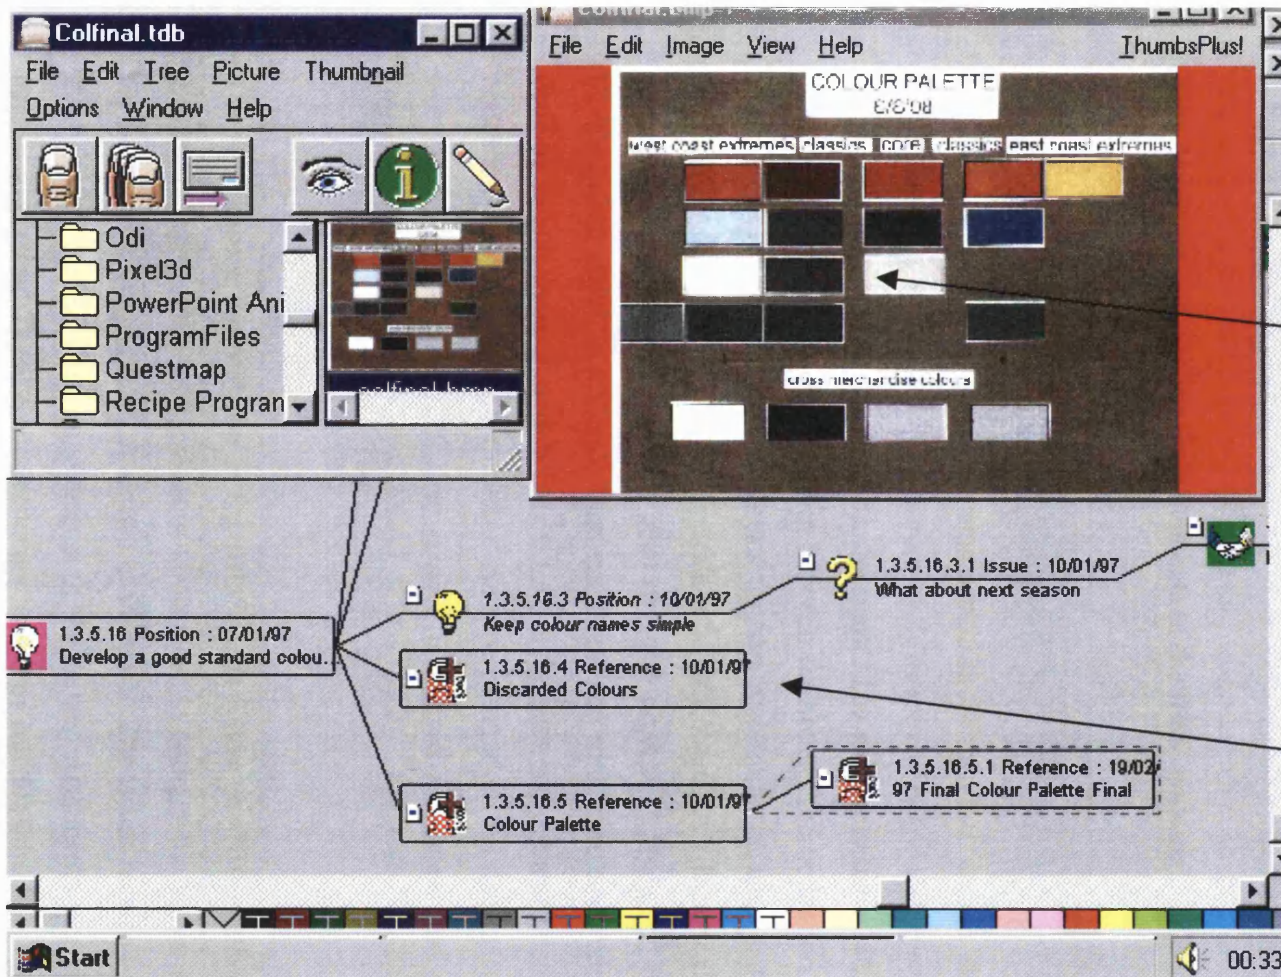 Colfinal.tdb
File Edit Tree Picture Thumbnail
Options Window Help
Odi
Pixel3d
PowerPoint Ani
ProgramFiles
Questmap
Recipe Progran
File Edit Image View Help ThumbsPlus!
COLOUR PALETTE
west coast extremes classics core classics east coast extremes
cross merchandise colours
1.3.5.16 Position : 07/01/97
Develop a good standard colou...
1.3.5.16.3 Position : 10/01/97
Keep colour names simple
1.3.5.16.3.1 Issue : 10/01/97
What about next season
1.3.5.16.4 Reference : 10/01/97
Discarded Colours
1.3.5.16.5 Reference : 10/01/97
Colour Palette
1.3.5.16.5.1 Reference : 19/02/
97 Final Colour Palette Final
Start
00:33